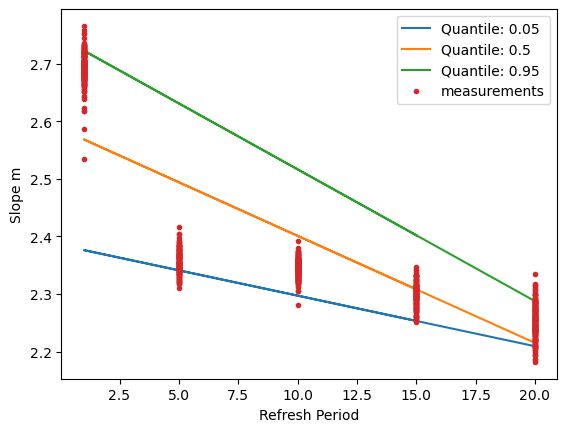 Quantile: 0.05
Quantile: 0.5
Quantile: 0.95
measurements
Slope m
2.7
2.6
2.5
2.4
2.3
2.2
2.5 5.0 7.5 10.0 12.5 15.0 17.5 20.0
Refresh Period